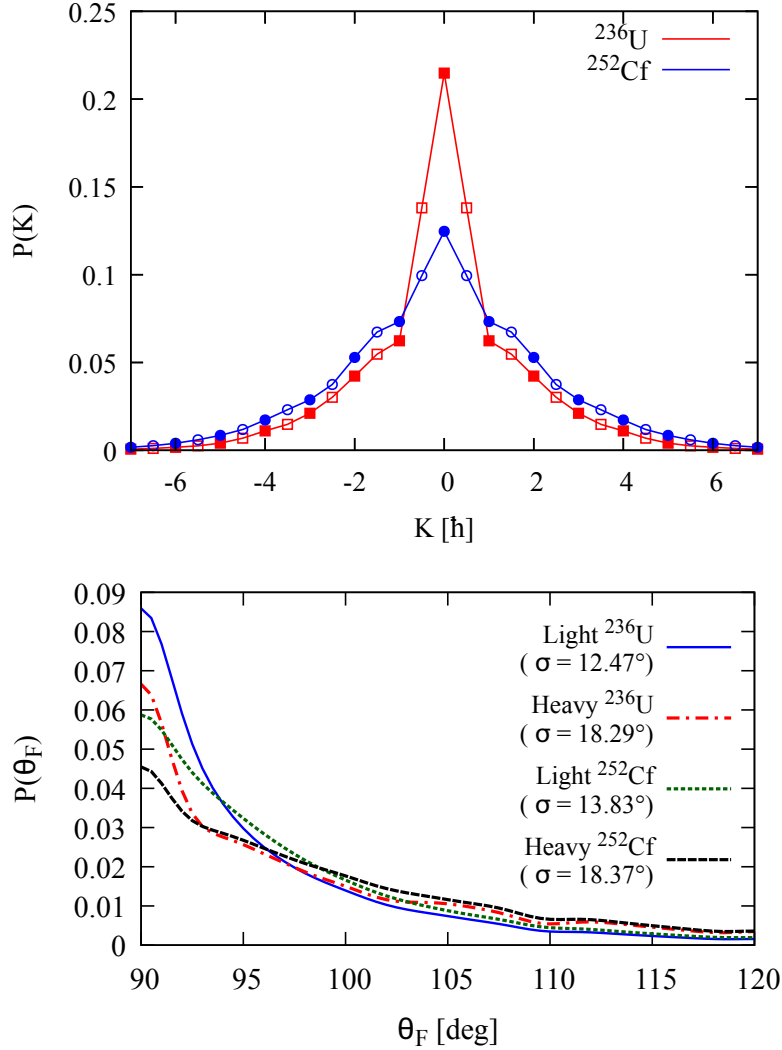 0.25
²³⁶U
²⁵²Cf
0.2
0.15
P(K)
0.1
0.05
0
-6 -4 -2 0 2 4 6
K [ħ]
0.09
0.08
Light ²³⁶U
( σ = 12.47°)
0.07
Heavy ²³⁶U
( σ = 18.29°)
0.06
0.05
P(θF)
Light ²⁵²Cf
( σ = 13.83°)
0.04
0.03
Heavy ²⁵²Cf
( σ = 18.37°)
0.02
0.01
0
90 95 100 105 110 115 120
θF [deg]